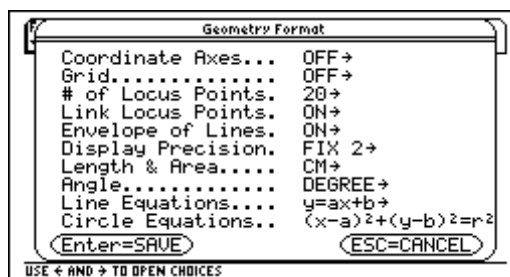 Geometry Format
Coordinate Axes... OFF→
Grid.............. OFF→
# of Locus Points. 20→
Link Locus Points. ON→
Envelope of Lines. ON→
Display Precision. FIX 2→
Length & Area..... CM→
Angle............. DEGREE→
Line Equations.... y=ax+b→
Circle Equations.. (x-a)²+(y-b)²=r²
Enter=SAVE ESC=CANCEL
USE ← AND → TO OPEN CHOICES